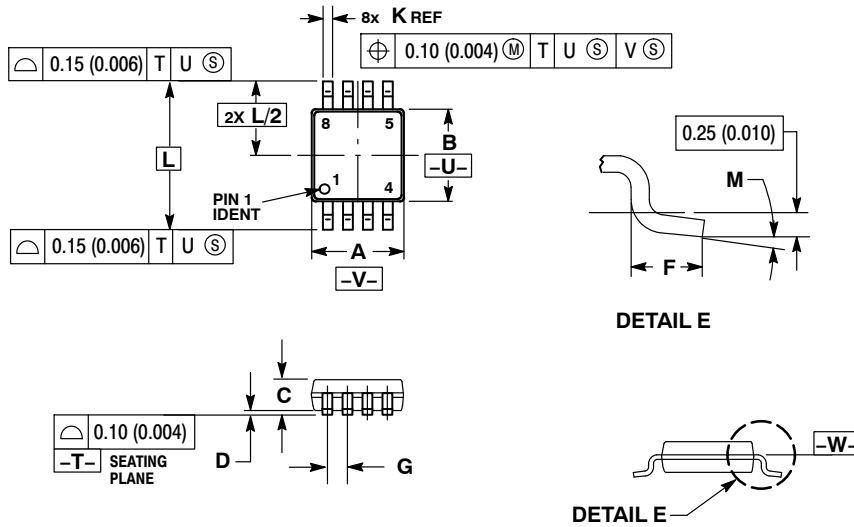 8x K REF
0.10 (0.004) Ⓜ T U Ⓢ V Ⓢ
⌓ 0.15 (0.006) T U Ⓢ
2X L/2
L
8 5
B
–U–
1 4
PIN 1
IDENT
⌓ 0.15 (0.006) T U Ⓢ
A
–V–
0.25 (0.010)
M
F
DETAIL E
C
⌓ 0.10 (0.004)
–T– SEATING
PLANE
D
G
–W–
DETAIL E